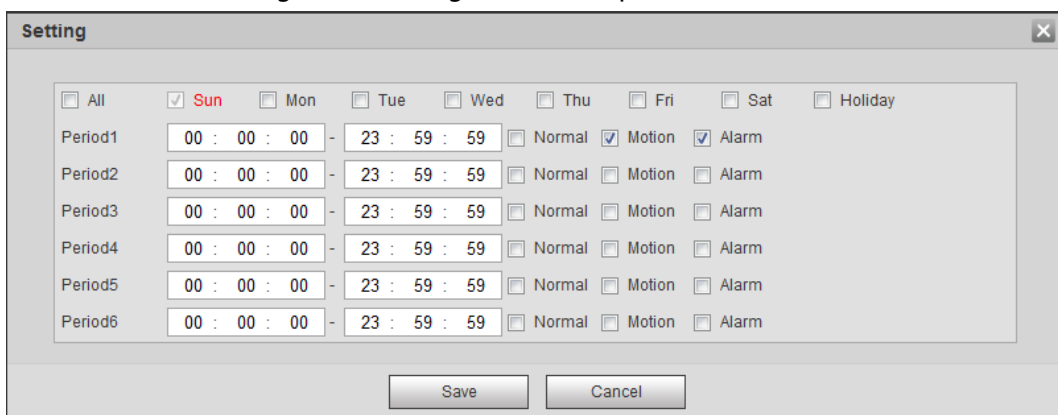 Setting
All Sun Mon Tue Wed Thu Fri Sat Holiday
Period1 00 : 00 : 00 - 23 : 59 : 59 Normal Motion Alarm
Period2 00 : 00 : 00 - 23 : 59 : 59 Normal Motion Alarm
Period3 00 : 00 : 00 - 23 : 59 : 59 Normal Motion Alarm
Period4 00 : 00 : 00 - 23 : 59 : 59 Normal Motion Alarm
Period5 00 : 00 : 00 - 23 : 59 : 59 Normal Motion Alarm
Period6 00 : 00 : 00 - 23 : 59 : 59 Normal Motion Alarm
Save Cancel